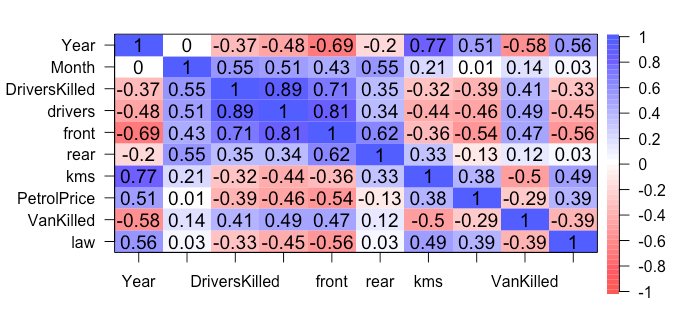 Year 1 0 -0.37 -0.48 -0.69 -0.2 0.77 0.51 -0.58 0.56
Month 0 1 0.55 0.51 0.43 0.55 0.21 0.01 0.14 0.03
DriversKilled -0.37 0.55 1 0.89 0.71 0.35 -0.32 -0.39 0.41 -0.33
drivers -0.48 0.51 0.89 1 0.81 0.34 -0.44 -0.46 0.49 -0.45
front -0.69 0.43 0.71 0.81 1 0.62 -0.36 -0.54 0.47 -0.56
rear -0.2 0.55 0.35 0.34 0.62 1 0.33 -0.13 0.12 0.03
kms 0.77 0.21 -0.32 -0.44 -0.36 0.33 1 0.38 -0.5 0.49
PetrolPrice 0.51 0.01 -0.39 -0.46 -0.54 -0.13 0.38 1 -0.29 0.39
VanKilled -0.58 0.14 0.41 0.49 0.47 0.12 -0.5 -0.29 1 -0.39
law 0.56 0.03 -0.33 -0.45 -0.56 0.03 0.49 0.39 -0.39 1
Year DriversKilled front rear kms VanKilled
1
0.8
0.6
0.4
0.2
0
-0.2
-0.4
-0.6
-0.8
-1